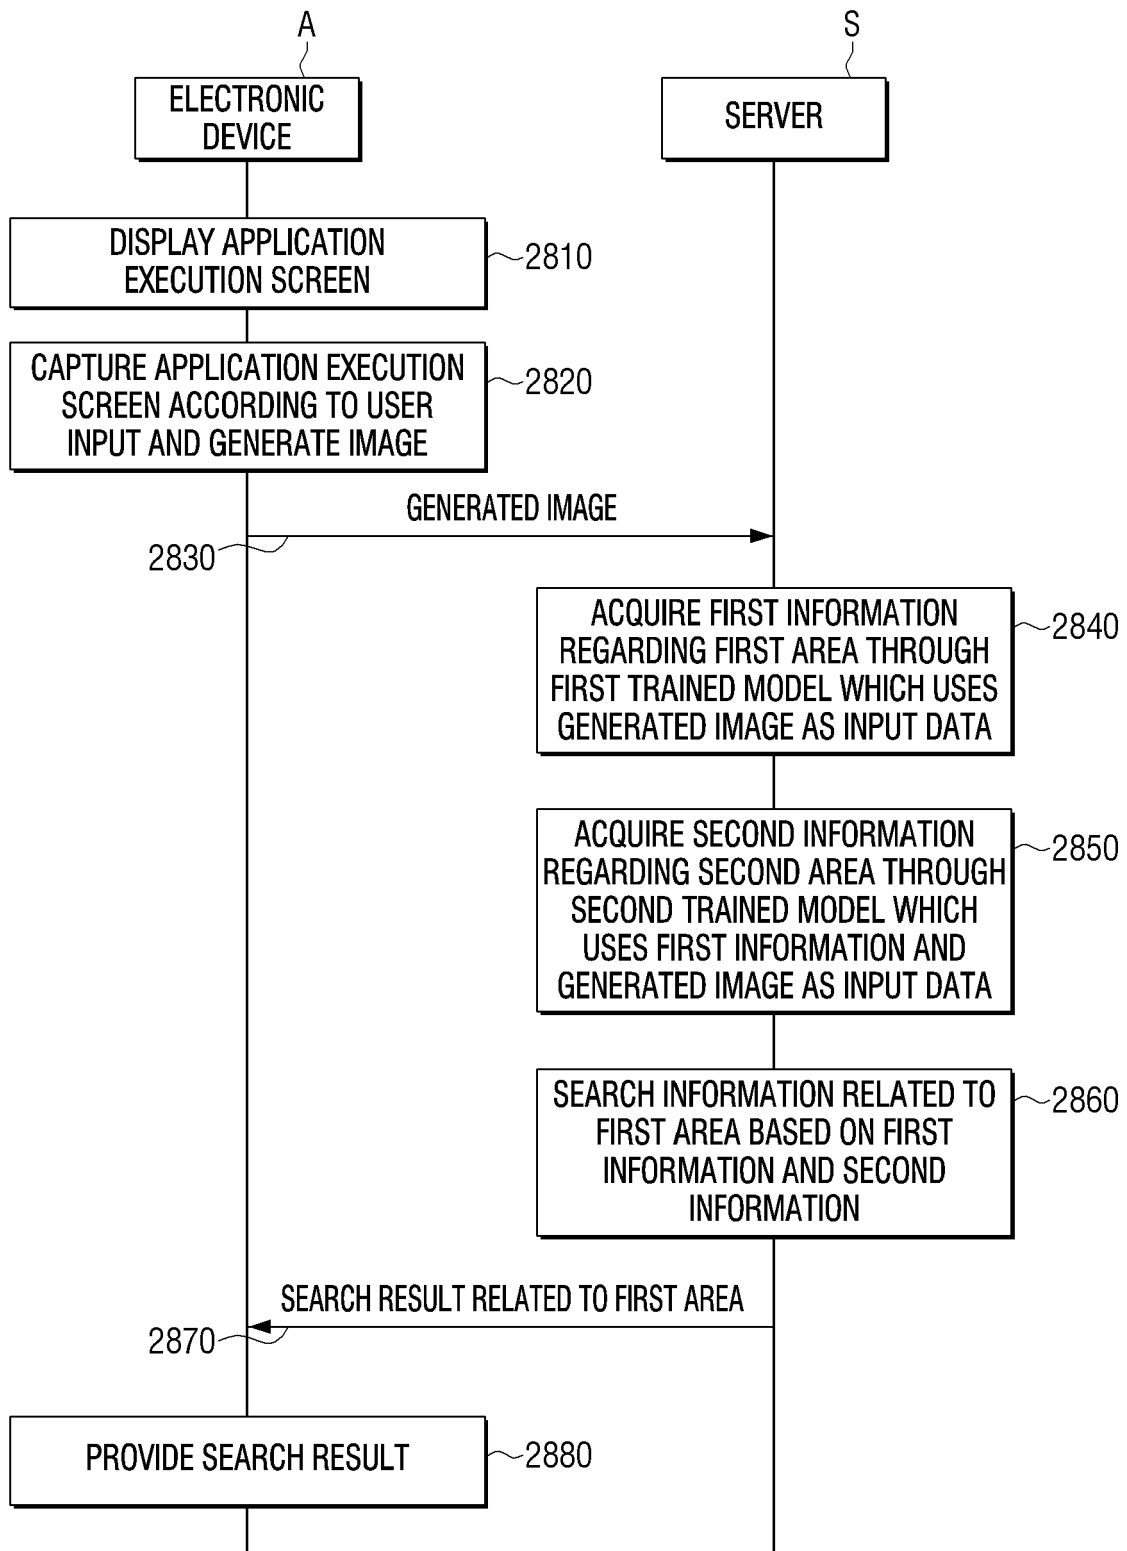 A
S
ELECTRONIC
DEVICE
SERVER
DISPLAY APPLICATION
EXECUTION SCREEN
2810
CAPTURE APPLICATION EXECUTION
SCREEN ACCORDING TO USER
INPUT AND GENERATE IMAGE
2820
GENERATED IMAGE
2830
ACQUIRE FIRST INFORMATION
REGARDING FIRST AREA THROUGH
FIRST TRAINED MODEL WHICH USES
GENERATED IMAGE AS INPUT DATA
2840
ACQUIRE SECOND INFORMATION
REGARDING SECOND AREA THROUGH
SECOND TRAINED MODEL WHICH
USES FIRST INFORMATION AND
GENERATED IMAGE AS INPUT DATA
2850
SEARCH INFORMATION RELATED TO
FIRST AREA BASED ON FIRST
INFORMATION AND SECOND
INFORMATION
2860
SEARCH RESULT RELATED TO FIRST AREA
2870
PROVIDE SEARCH RESULT
2880